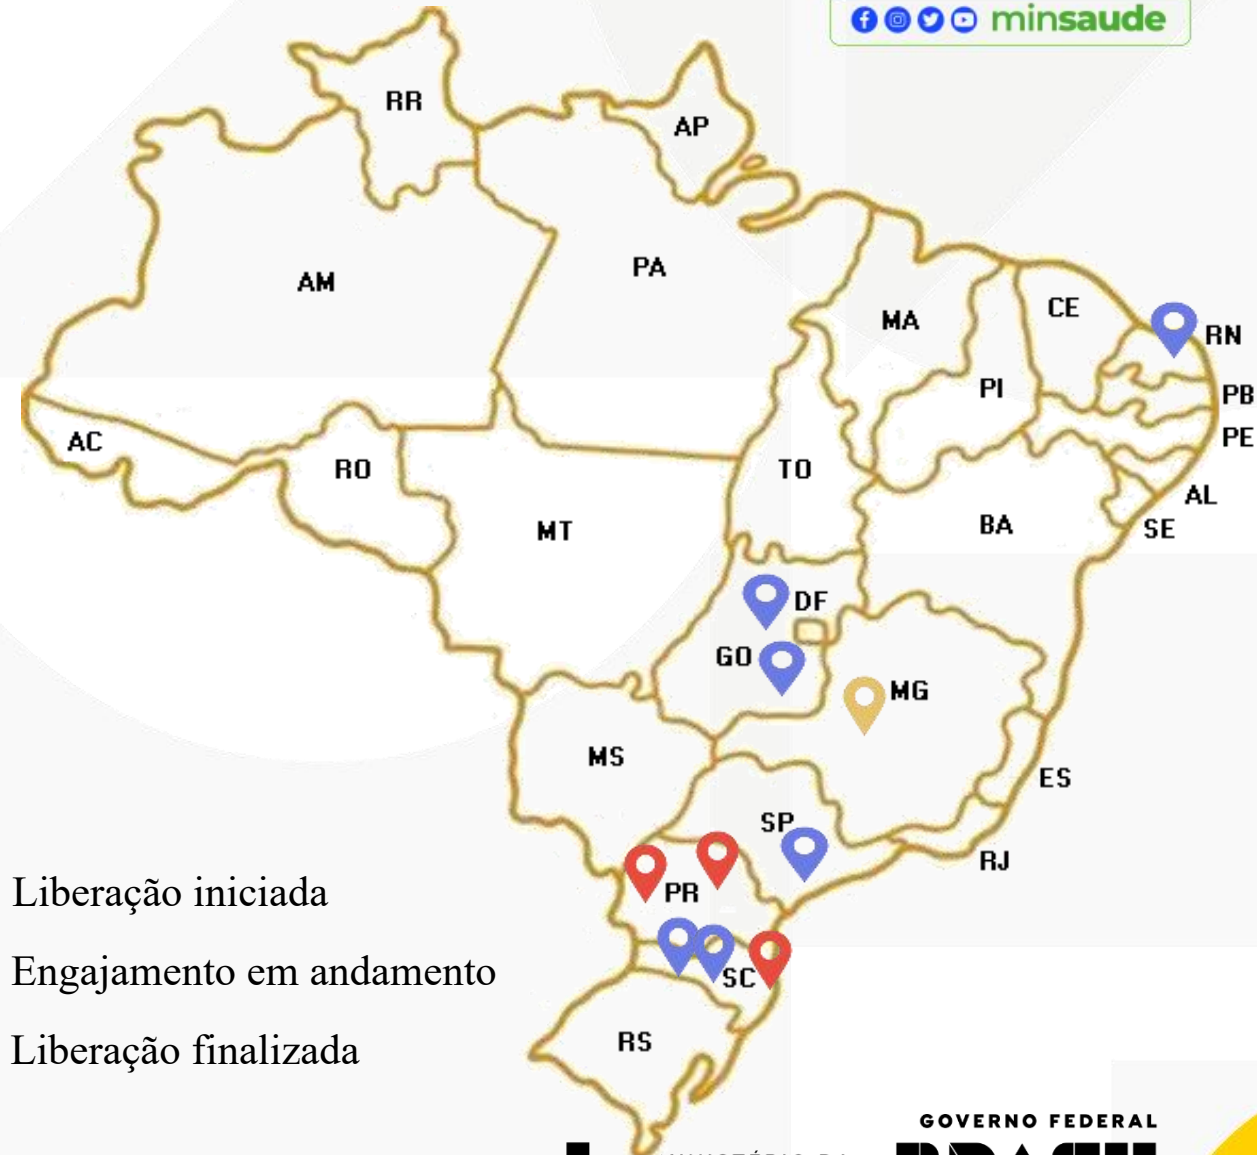 minsaude
RR
AP
AM
PA
MA
CE
RN
PI
PB
PE
AC
RO
TO
AL
MT
BA
SE
DF
GO
MG
MS
ES
SP
RJ
PR
Liberação iniciada
Engajamento em andamento
SC
Liberação finalizada
RS
GOVERNO FEDERAL